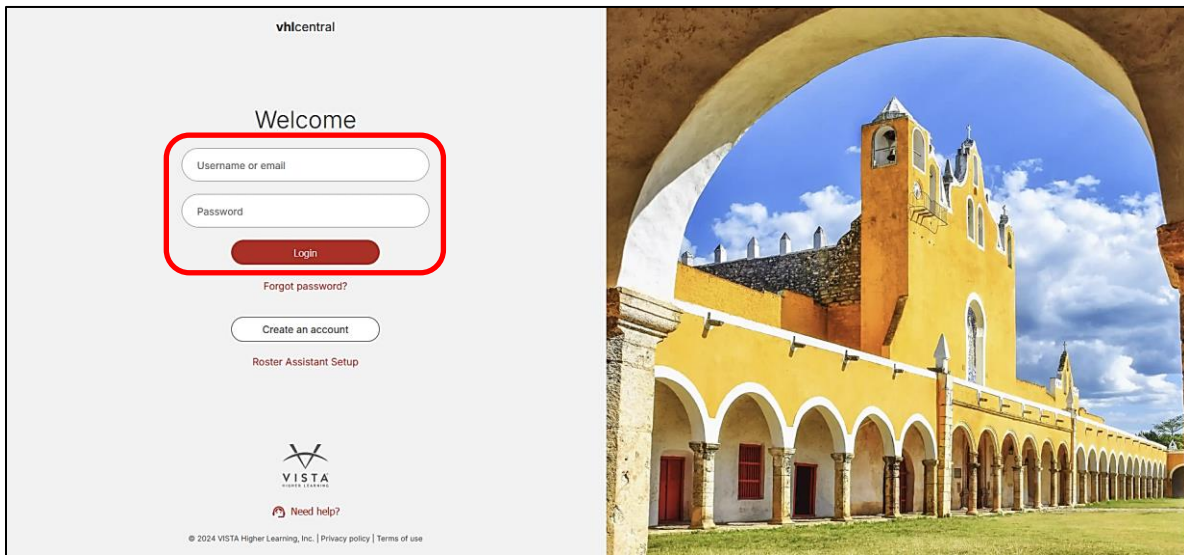 vhlcentral
Welcome
Username or email
Password
Login
Forgot password?
Create an account
Roster Assistant Setup
VISTA
HIGHER LEARNING
Need help?
© 2024 VISTA Higher Learning, Inc. | Privacy policy | Terms of use